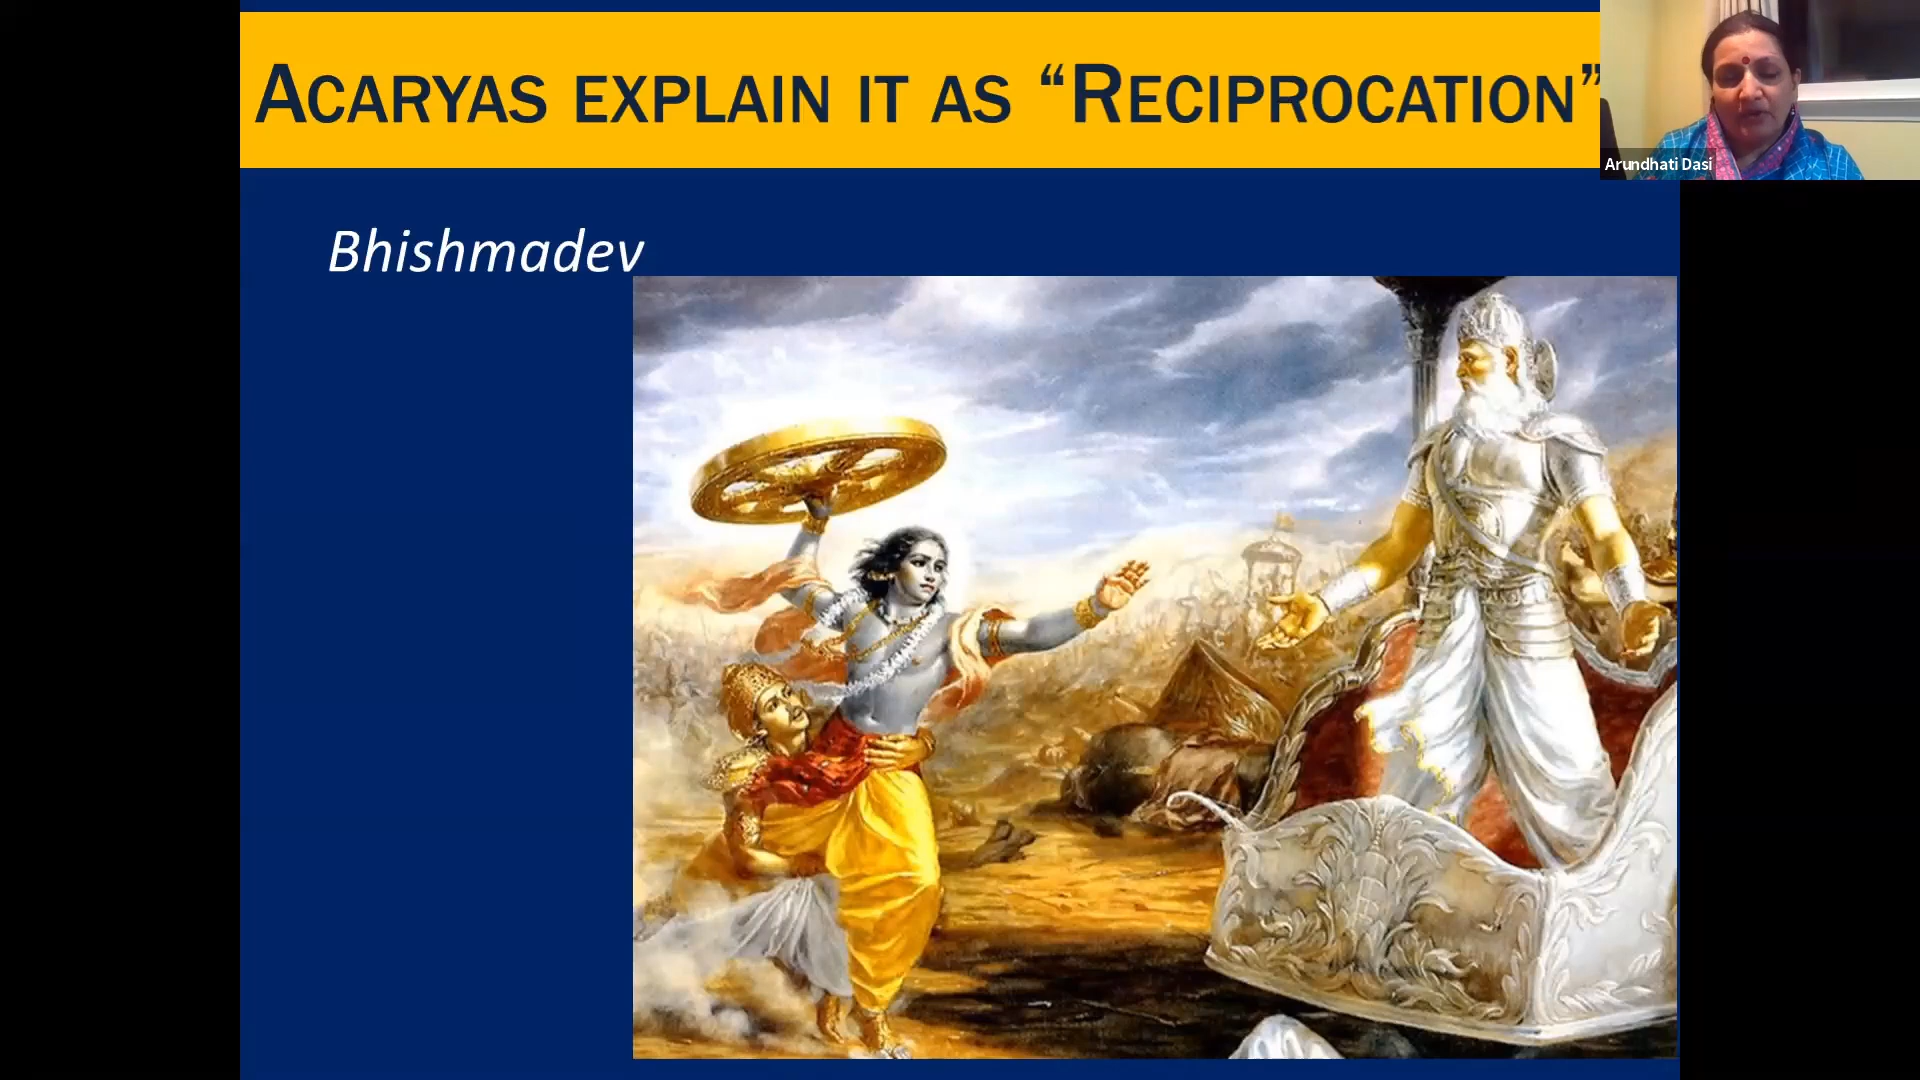 ACARYAS EXPLAIN IT AS “RECIPROCATION”
Arundhati Dasi
Bhishmadev